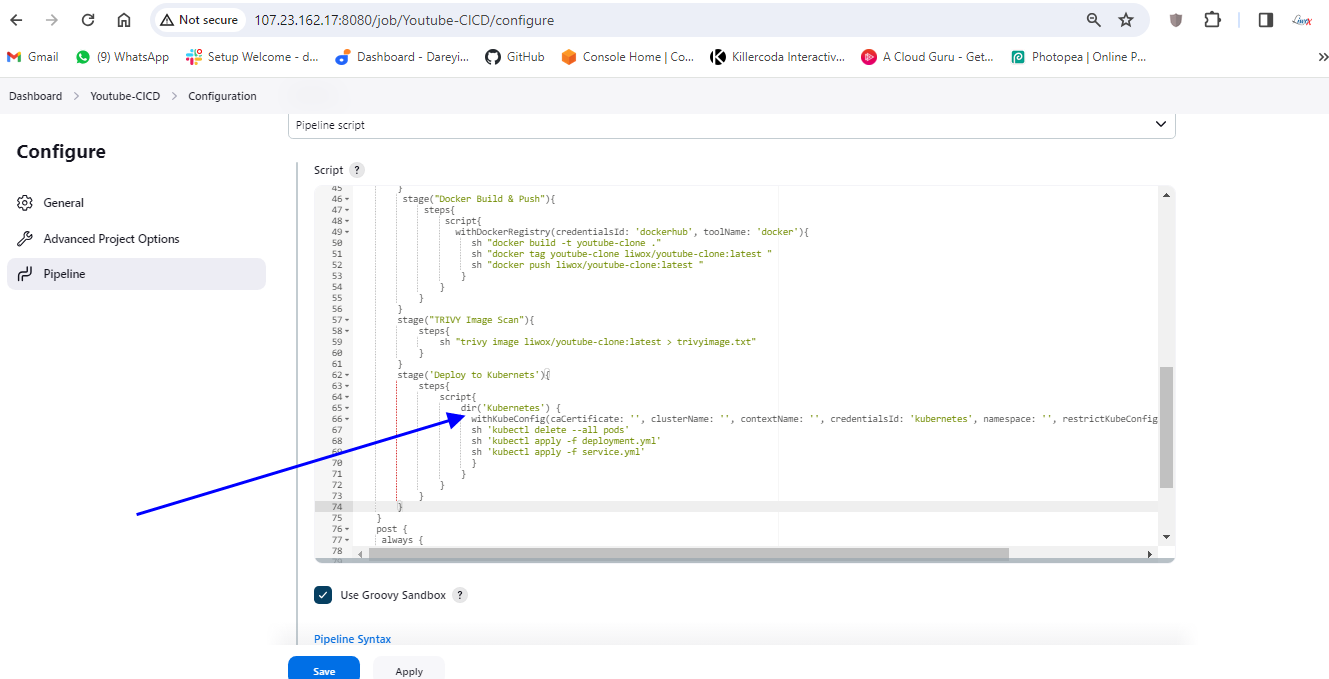 Not secure 107.23.162.17:8080/job/Youtube-CICD/configure
Gmail (9) WhatsApp Setup Welcome - d... Dashboard - Dareyi... GitHub Console Home | Co... Killercoda Interactiv... A Cloud Guru - Get... Photopea | Online P... »
Dashboard > Youtube-CICD > Configuration
Configure
General
Advanced Project Options
Pipeline
Pipeline script
Script ?
45 }
46 stage("Docker Build & Push"){
47 steps{
48 script{
49 withDockerRegistry(credentialsId: 'dockerhub', toolName: 'docker'){
50 sh "docker build -t youtube-clone ."
51 sh "docker tag youtube-clone liwox/youtube-clone:latest "
52 sh "docker push liwox/youtube-clone:latest "
53 }
54 }
55 }
56 }
57 stage("TRIVY Image Scan"){
58 steps{
59 sh "trivy image liwox/youtube-clone:latest > trivyimage.txt"
60 }
61 }
62 stage('Deploy to Kubernets'){
63 steps{
64 script{
65 dir('Kubernetes') {
66 withKubeConfig(caCertificate: '', clusterName: '', contextName: '', credentialsId: 'kubernetes', namespace: '', restrictKubeConfig
67 sh 'kubectl delete --all pods'
68 sh 'kubectl apply -f deployment.yml'
69 sh 'kubectl apply -f service.yml'
70 }
71 }
72 }
73 }
74 }
75 }
76 post {
77 always {
78
Use Groovy Sandbox ?
Pipeline Syntax
Save Apply